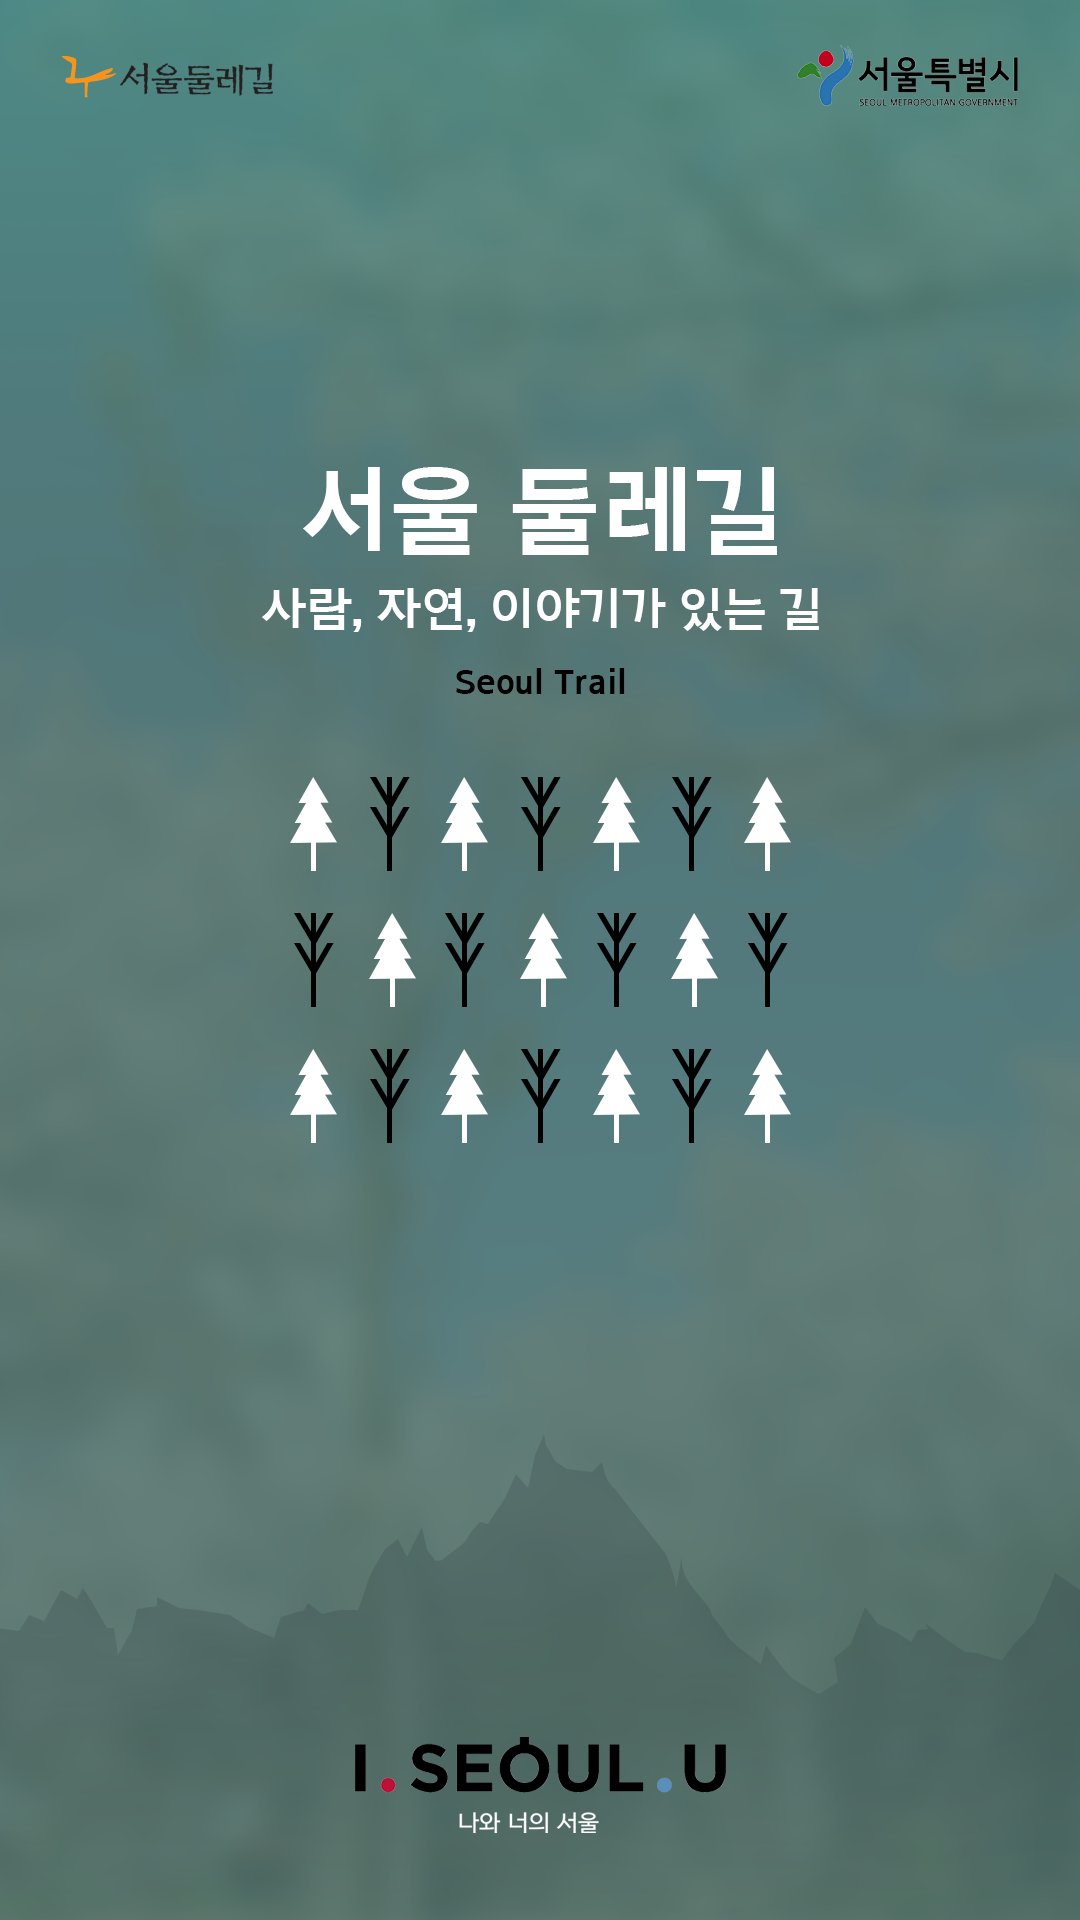 서울둘레길
서울특별시
SEOUL METROPOLITAN GOVERNMENT
서울 둘레길
사람, 자연, 이야기가 있는 길
Seoul Trail
I.SEOUL.U
나와 너의 서울